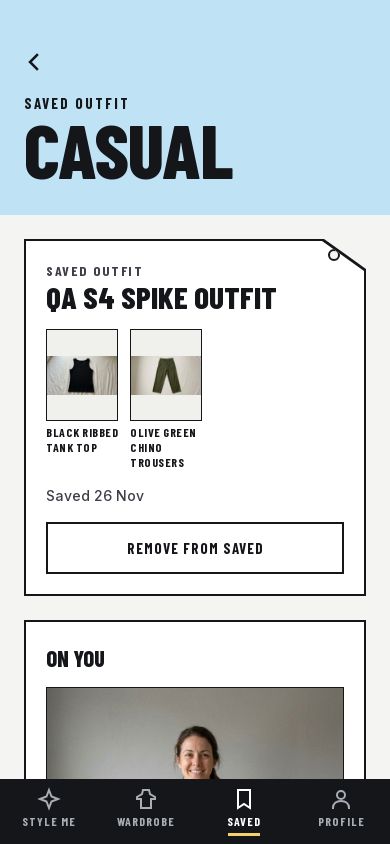 SAVED OUTFIT
CASUAL
SAVED OUTFIT
QA S4 SPIKE OUTFIT
BLACK RIBBED
TANK TOP
OLIVE GREEN
CHINO
TROUSERS
Saved 26 Nov
REMOVE FROM SAVED
ON YOU
STYLE ME
WARDROBE
SAVED
PROFILE